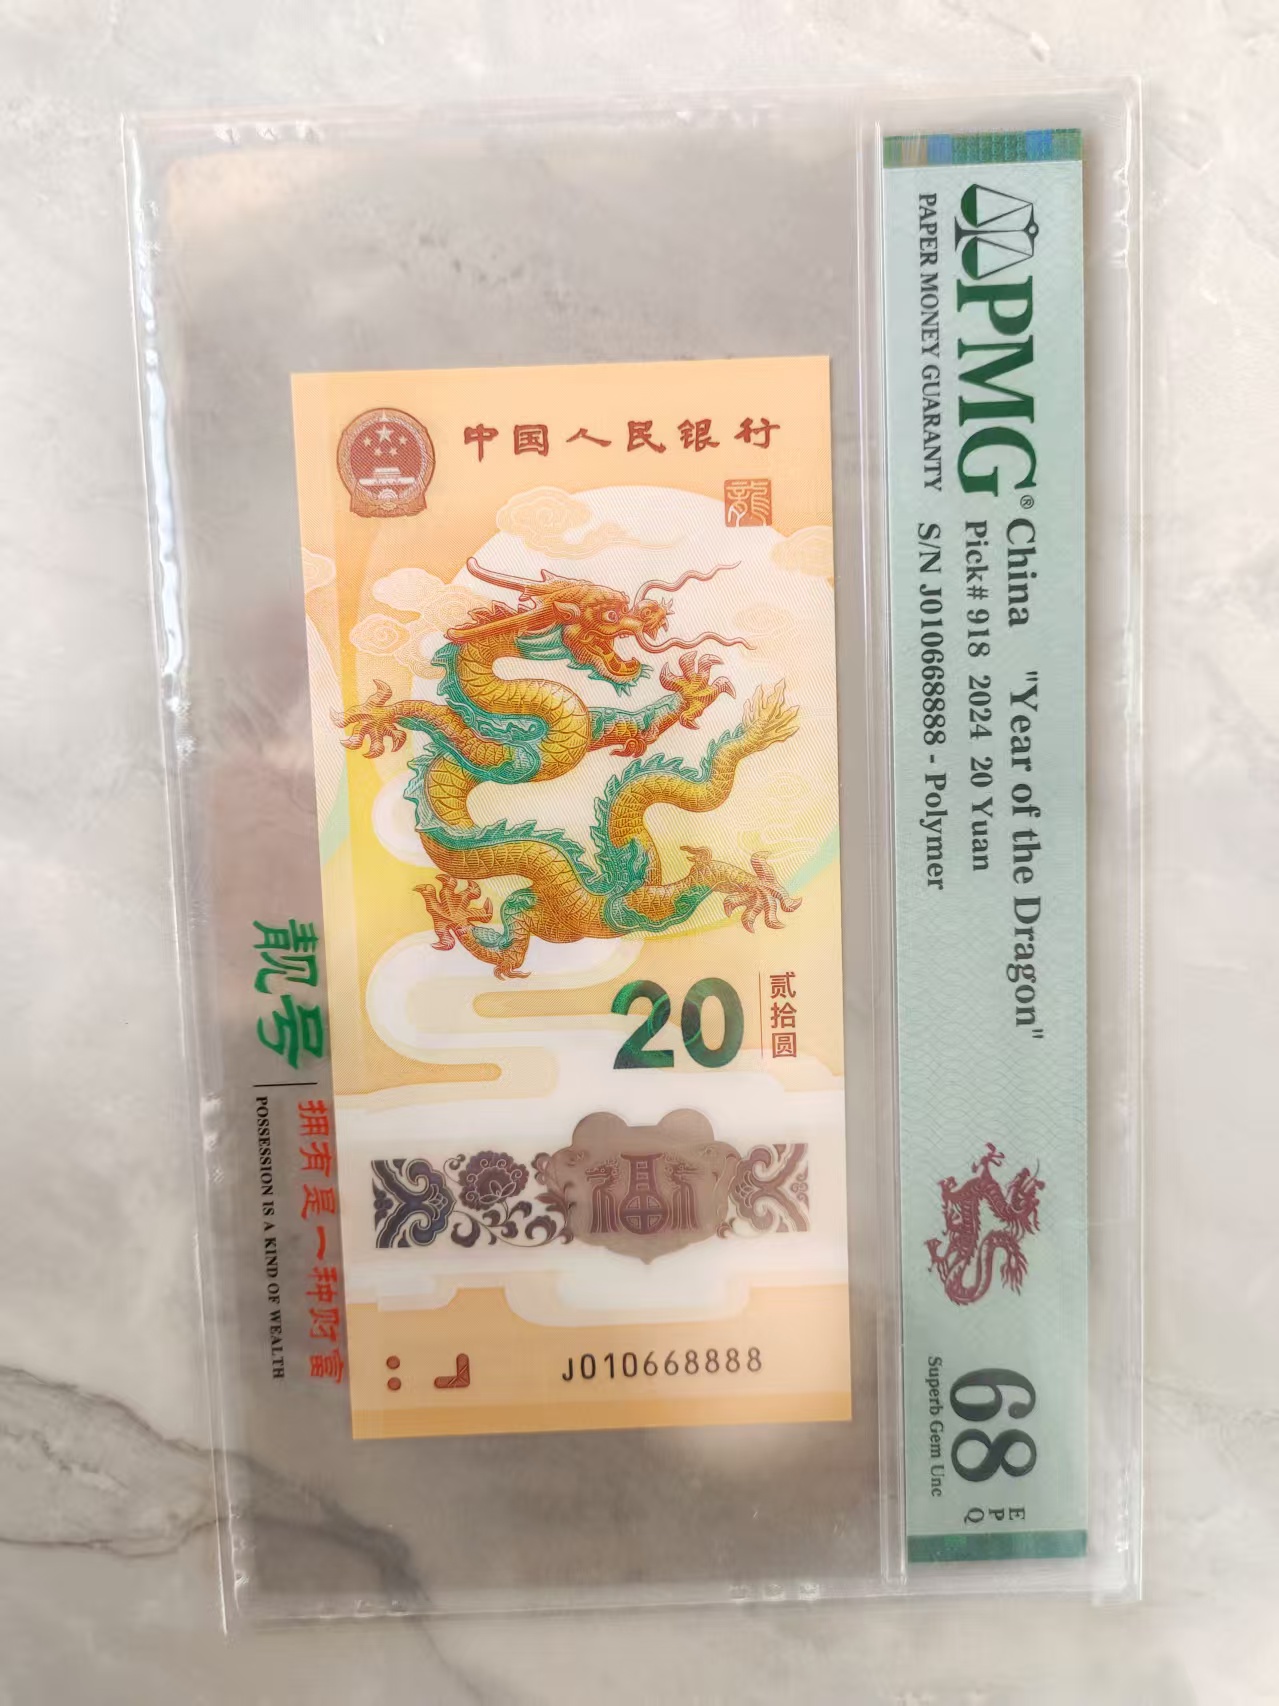 PMG®
PAPER MONEY GUARANTY
China "Year of the Dragon"
Pick# 918 2024 20 Yuan
S/N J010668888 - Polymer
68
EPQ
Superb Gem Unc
中国人民银行
龍
20
贰拾圆
福
J010668888
靓号
拥有是一种财富
POSSESSION IS A KIND OF WEALTH